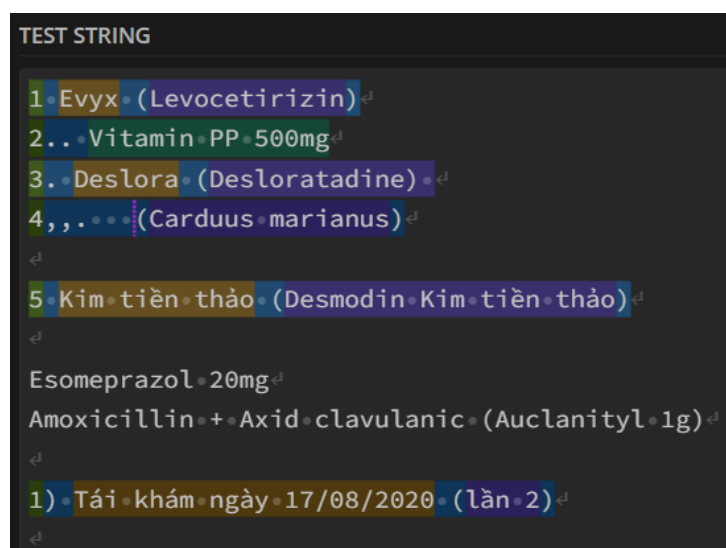 TEST STRING
1 Evyx (Levocetirizin)
2.. Vitamin PP 500mg
3. Deslora (Desloratadine)
4,,.    (Carduus marianus)
5 Kim tiền thảo (Desmodin Kim tiền thảo)
Esomeprazol 20mg
Amoxicillin + Axid clavulanic (Auclanityl 1g)
1) Tái khám ngày 17/08/2020 (lần 2)